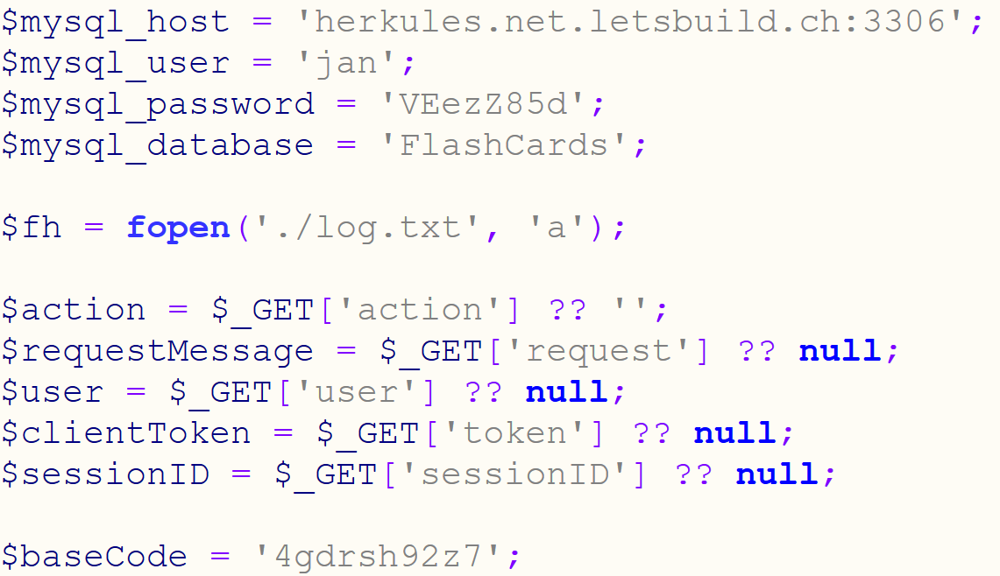 $mysql_host = 'herkules.net.letsbuild.ch:3306';
$mysql_user = 'jan';
$mysql_password = 'VEezZ85d';
$mysql_database = 'FlashCards';
$fh = fopen('./log.txt', 'a');
$action = $_GET['action'] ?? '';
$requestMessage = $_GET['request'] ?? null;
$user = $_GET['user'] ?? null;
$clientToken = $_GET['token'] ?? null;
$sessionID = $_GET['sessionID'] ?? null;
$baseCode = '4gdrsh92z7';